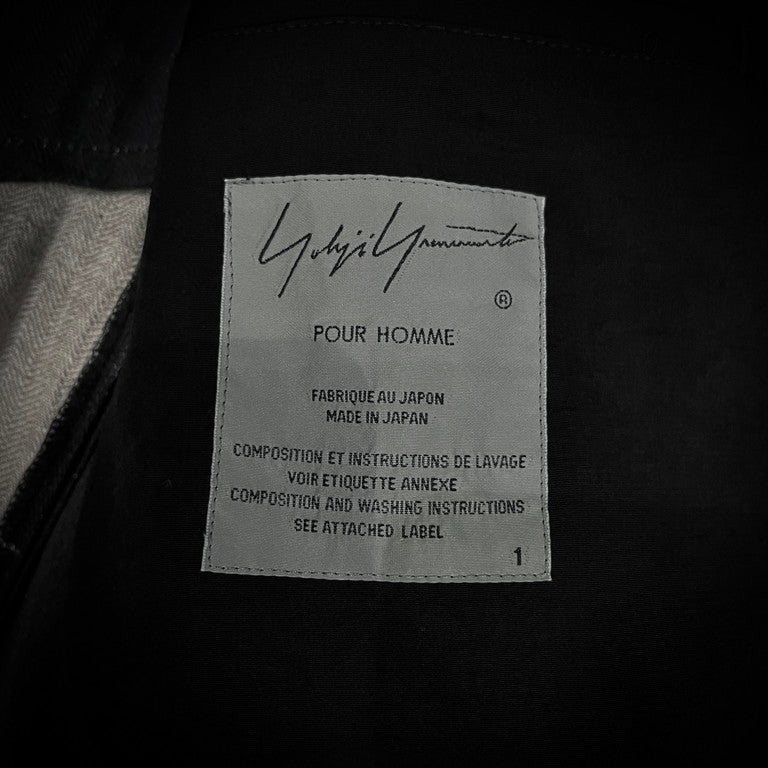 Yohji Yamamoto
®
POUR HOMME
FABRIQUE AU JAPON
MADE IN JAPAN
COMPOSITION ET INSTRUCTIONS DE LAVAGE
VOIR ETIQUETTE ANNEXE
COMPOSITION AND WASHING INSTRUCTIONS
SEE ATTACHED LABEL
1